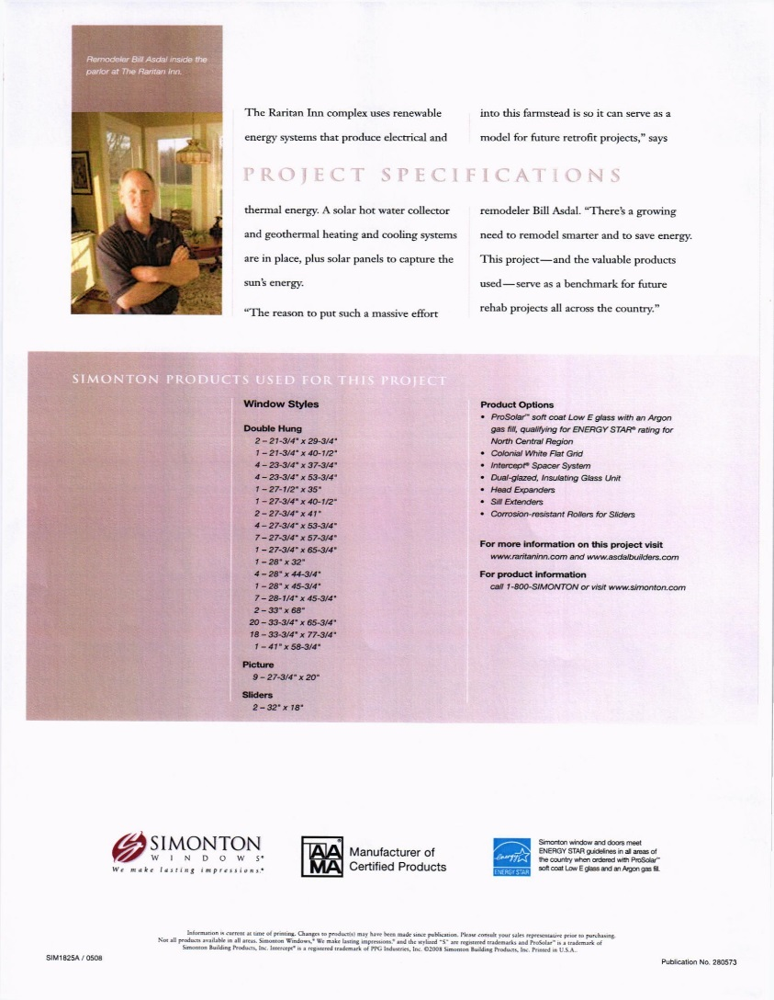 Remodeler Bill Asdal inside the
parlor at The Raritan Inn.
The Raritan Inn complex uses renewable
energy systems that produce electrical and
PROJECT SPECIFICATIONS
thermal energy. A solar hot water collector
and geothermal heating and cooling systems
are in place, plus solar panels to capture the
sun's energy.
“The reason to put such a massive effort
into this farmstead is so it can serve as a
model for future retrofit projects,” says
remodeler Bill Asdal. “There's a growing
need to remodel smarter and to save energy.
This project—and the valuable products
used—serve as a benchmark for future
rehab projects all across the country.”
SIMONTON PRODUCTS USED FOR THIS PROJECT
Window Styles
Double Hung
2 – 21-3/4" x 29-3/4"
1 – 21-3/4" x 40-1/2"
4 – 23-3/4" x 37-3/4"
4 – 23-3/4" x 53-3/4"
1 – 27-1/2" x 35"
1 – 27-3/4" x 40-1/2"
2 – 27-3/4" x 41"
4 – 27-3/4" x 53-3/4"
7 – 27-3/4" x 57-3/4"
1 – 27-3/4" x 65-3/4"
1 – 28" x 32"
4 – 28" x 44-3/4"
1 – 28" x 45-3/4"
7 – 28-1/4" x 45-3/4"
2 – 33" x 68"
20 – 33-3/4" x 65-3/4"
18 – 33-3/4" x 77-3/4"
1 – 41" x 58-3/4"
Picture
9 – 27-3/4" x 20"
Sliders
2 – 32" x 18"
Product Options
• ProSolar™ soft coat Low E glass with an Argon
gas fill, qualifying for ENERGY STAR® rating for
North Central Region
• Colonial White Flat Grid
• Intercept® Spacer System
• Dual-glazed, Insulating Glass Unit
• Head Expanders
• Sill Extenders
• Corrosion-resistant Rollers for Sliders
For more information on this project visit
www.raritaninn.com and www.asdalbuilders.com
For product information
call 1-800-SIMONTON or visit www.simonton.com
SIMONTON
WINDOWS®
We make lasting impressions.®
AAMA®
Manufacturer of
Certified Products
energy
ENERGY STAR
Simonton window and doors meet
ENERGY STAR guidelines in all areas of
the country when ordered with ProSolar™
soft coat Low E glass and an Argon gas fill.
Information is current at time of printing. Changes to product(s) may have been made since publication. Please consult your sales representative prior to purchasing.
Not all products available in all areas. Simonton Windows,® We make lasting impressions.® and the stylized “S” are registered trademarks and ProSolar™ is a trademark of
Simonton Building Products, Inc. Intercept® is a registered trademark of PPG Industries, Inc. ©2008 Simonton Building Products, Inc. Printed in U.S.A..
SIM1825A / 0508
Publication No. 280573